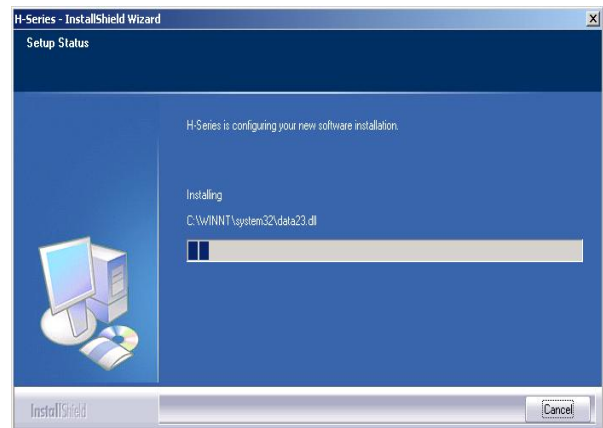 H-Series - InstallShield Wizard
Setup Status
H-Series is configuring your new software installation.
Installing
C:\WINNT\system32\data23.dll
InstallShield
Cancel